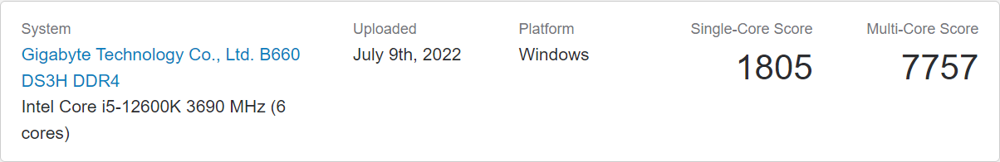 System Uploaded Platform Single-Core Score Multi-Core Score
Gigabyte Technology Co., Ltd. B660 July 9th, 2022 Windows 1805 7757
DS3H DDR4
Intel Core i5-12600K 3690 MHz (6
cores)